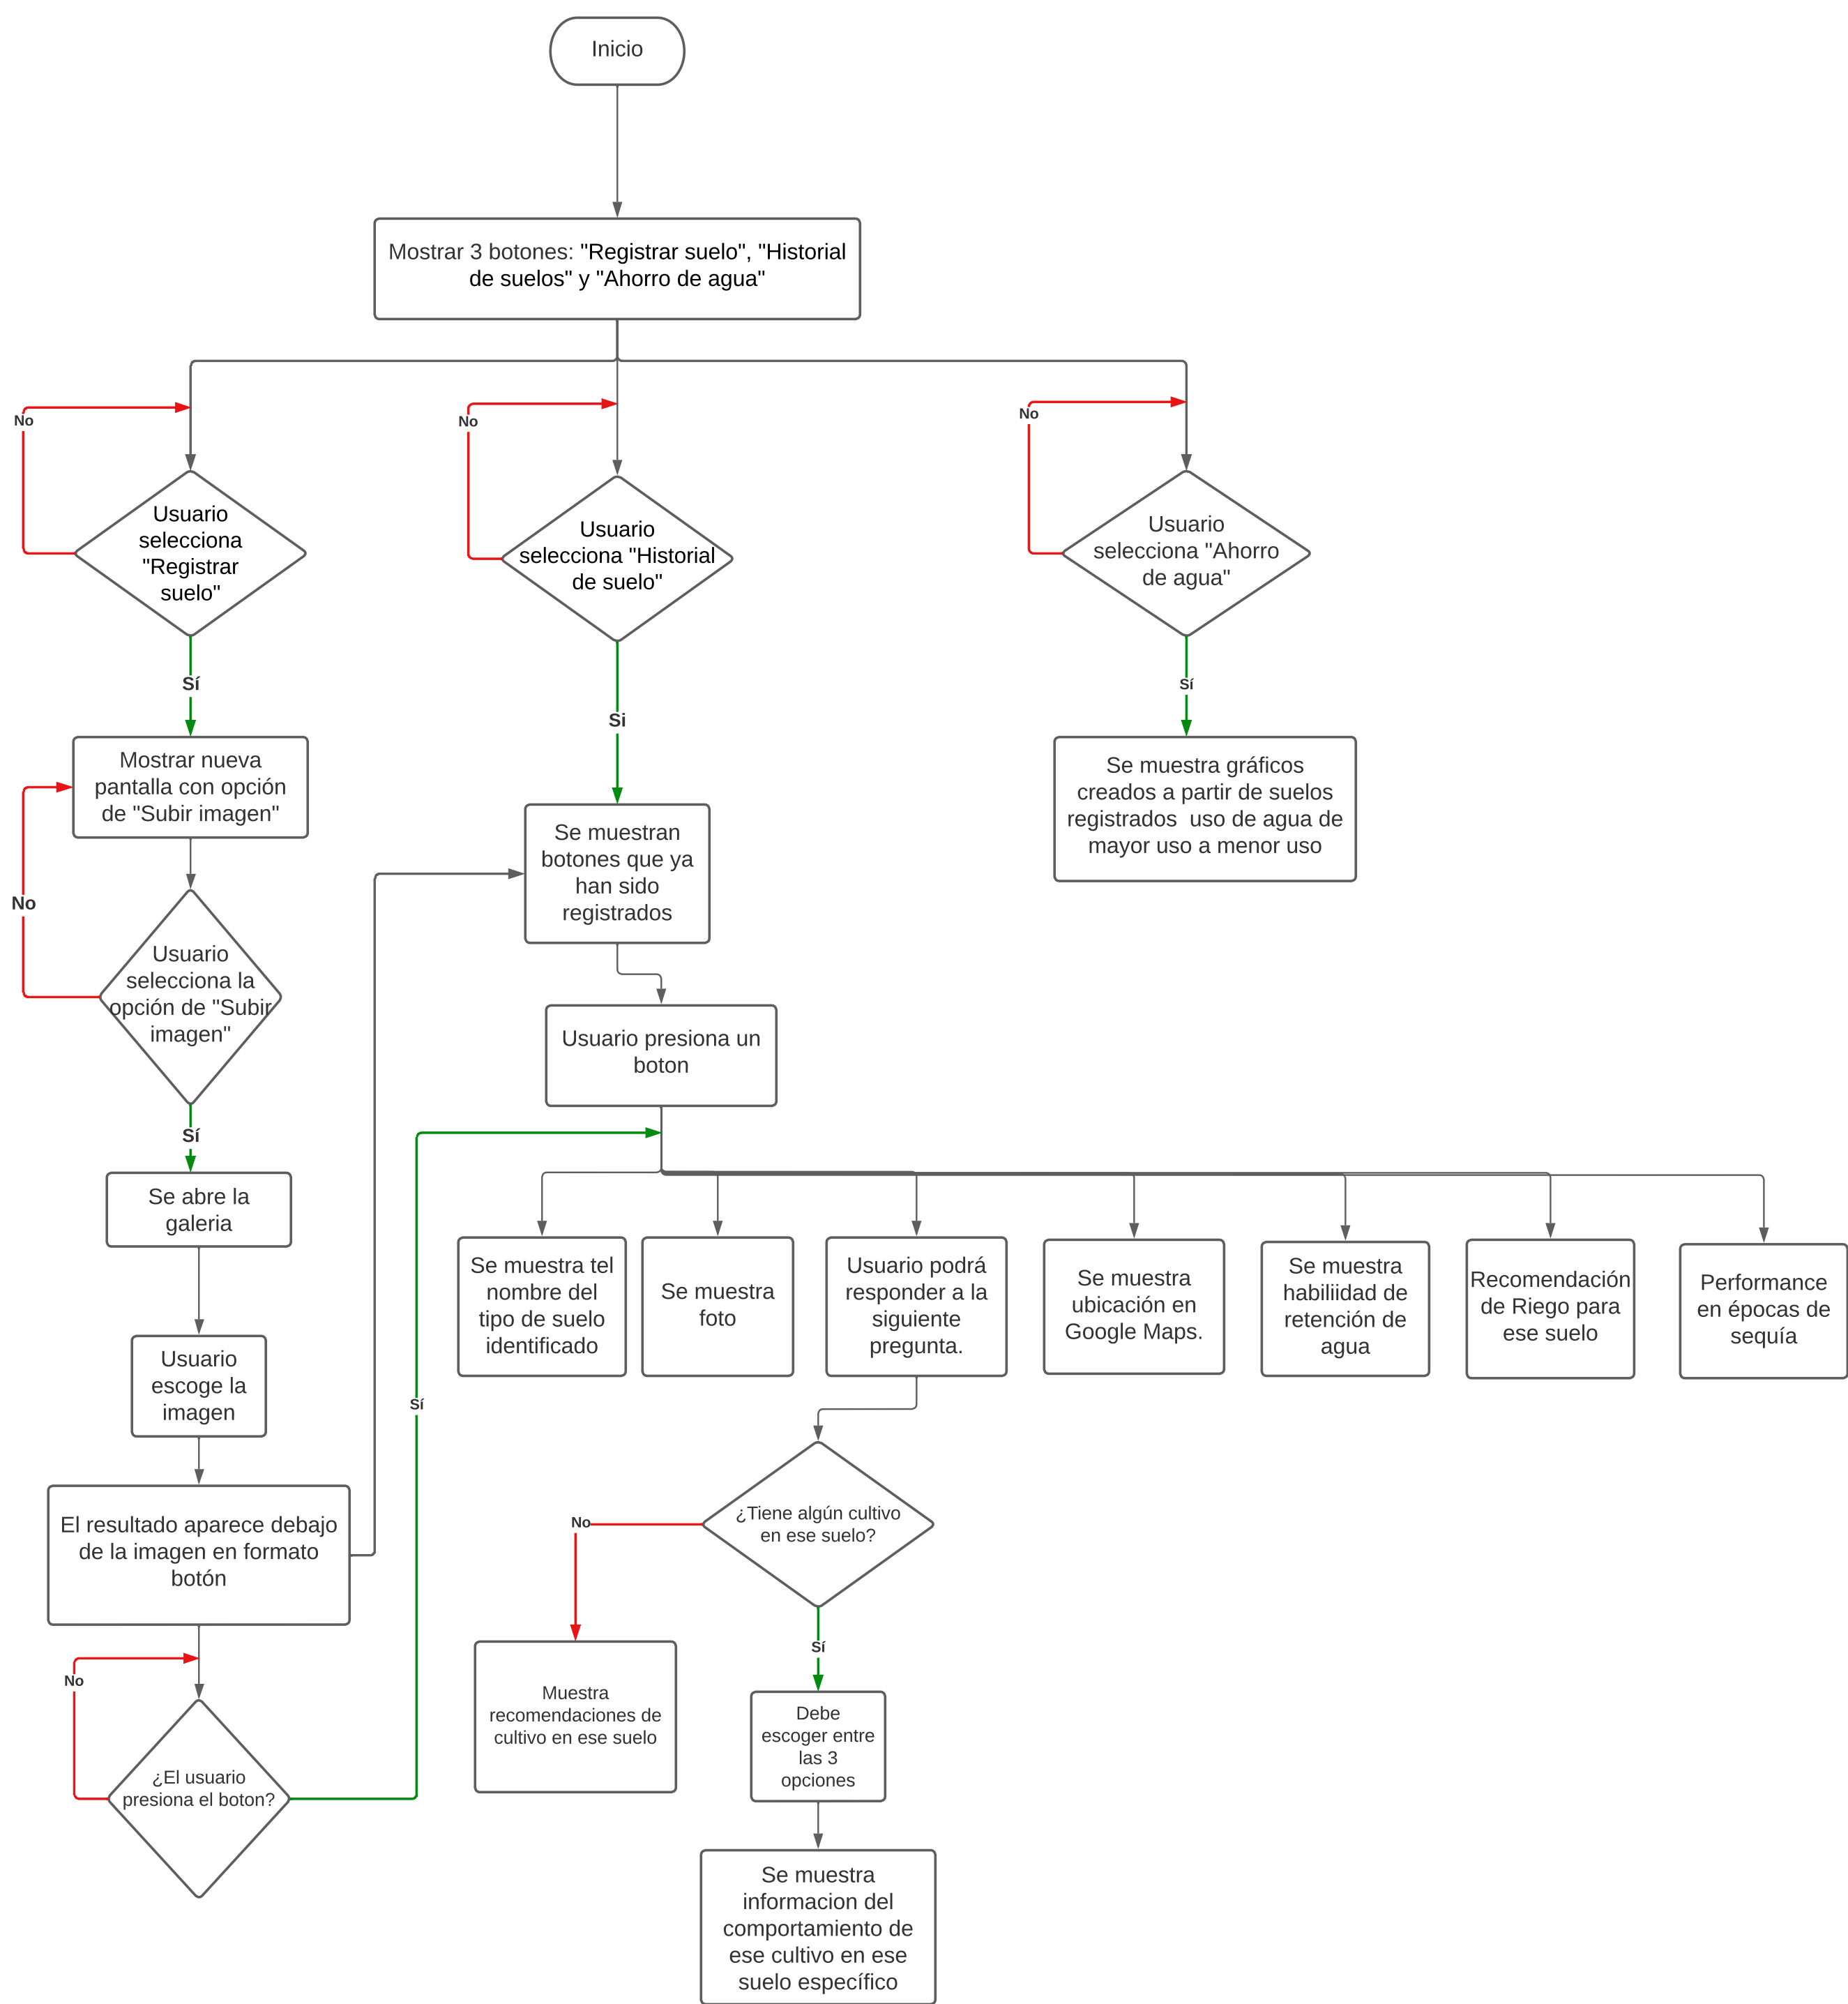 Inicio
Mostrar 3 botones: "Registrar suelo", "Historial
de suelos" y "Ahorro de agua"
No
No
No
Usuario
selecciona
"Registrar
suelo"
Usuario
selecciona "Historial
de suelo"
Usuario
selecciona "Ahorro
de agua"
Sí
Si
Sí
Mostrar nueva
pantalla con opción
de "Subir imagen"
Se muestran
botones que ya
han sido
registrados
Se muestra gráficos
creados a partir de suelos
registrados  uso de agua de
mayor uso a menor uso
No
Usuario
selecciona la
opción de "Subir
imagen"
Usuario presiona un
boton
Sí
Se abre la
galeria
Usuario
escoge la
imagen
El resultado aparece debajo
de la imagen en formato
botón
No
¿El usuario
presiona el boton?
Sí
Se muestra tel
nombre del
tipo de suelo
identificado
Se muestra
foto
Usuario podrá
responder a la
siguiente
pregunta.
Se muestra
ubicación en
Google Maps.
Se muestra
habiliidad de
retención de
agua
Recomendación
de Riego para
ese suelo
Performance
en épocas de
sequía
¿Tiene algún cultivo
en ese suelo?
No
Sí
Muestra
recomendaciones de
cultivo en ese suelo
Debe
escoger entre
las 3
opciones
Se muestra
informacion del
comportamiento de
ese cultivo en ese
suelo específico